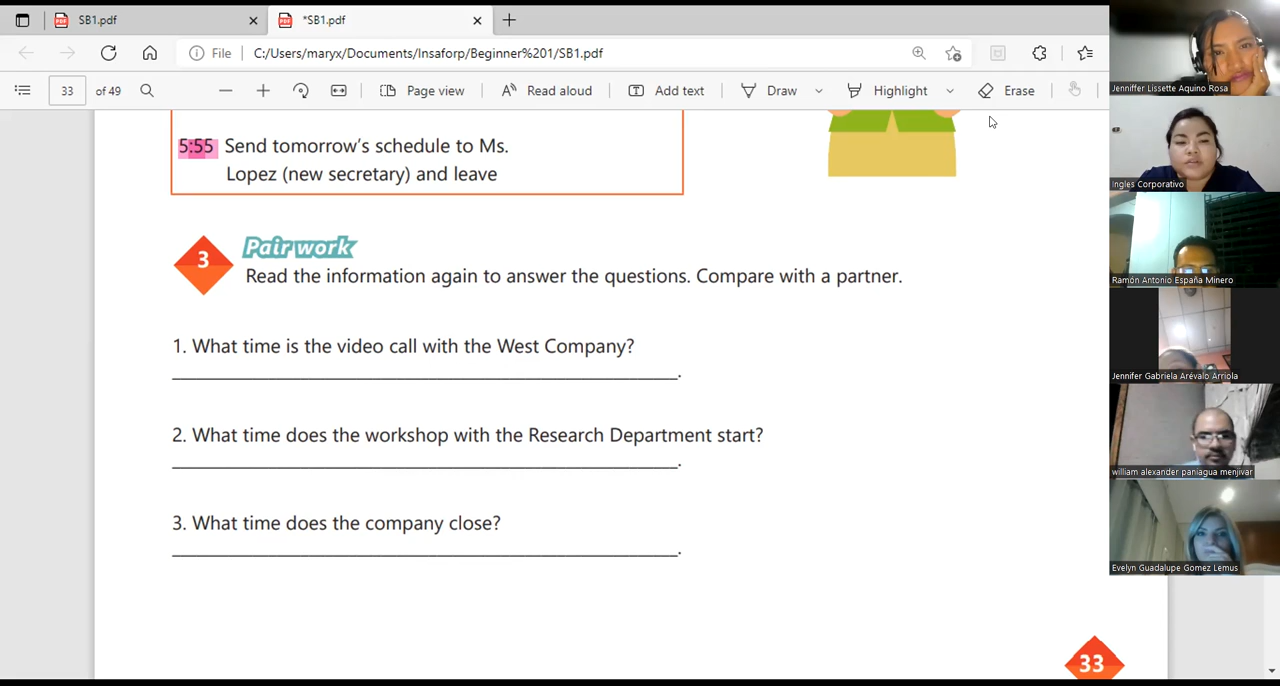 SB1.pdf
*SB1.pdf
File
C:/Users/maryx/Documents/Insaforp/Beginner%201/SB1.pdf
33 of 49
Page view
Read aloud
Add text
Draw
Highlight
Erase
5:55 Send tomorrow's schedule to Ms.
Lopez (new secretary) and leave
3
Pair work
Read the information again to answer the questions. Compare with a partner.
1. What time is the video call with the West Company?
2. What time does the workshop with the Research Department start?
3. What time does the company close?
33
Jenniffer Lissette Aquino Rosa
Ingles Corporativo
Ramón Antonio España Minero
Jennifer Gabriela Arévalo Arriola
william alexander paniagua menjivar
Evelyn Guadalupe Gomez Lemus